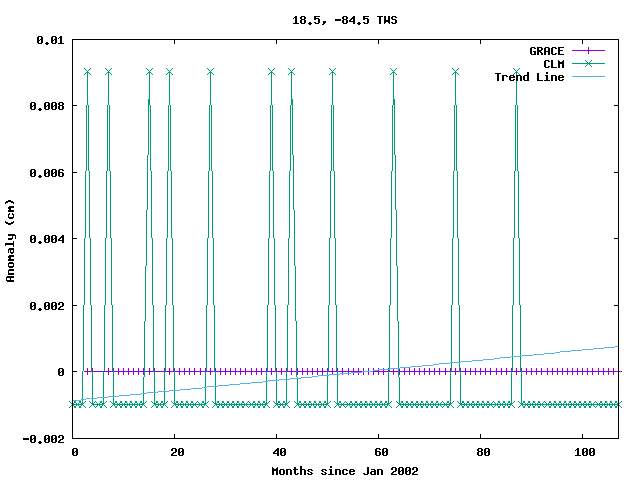 18.5, -84.5 TWS
0.01
GRACE
CLM
Trend Line
0.008
0.006
0.004
0.002
0
-0.002
Anomaly (cm)
0 20 40 60 80 100
Months since Jan 2002